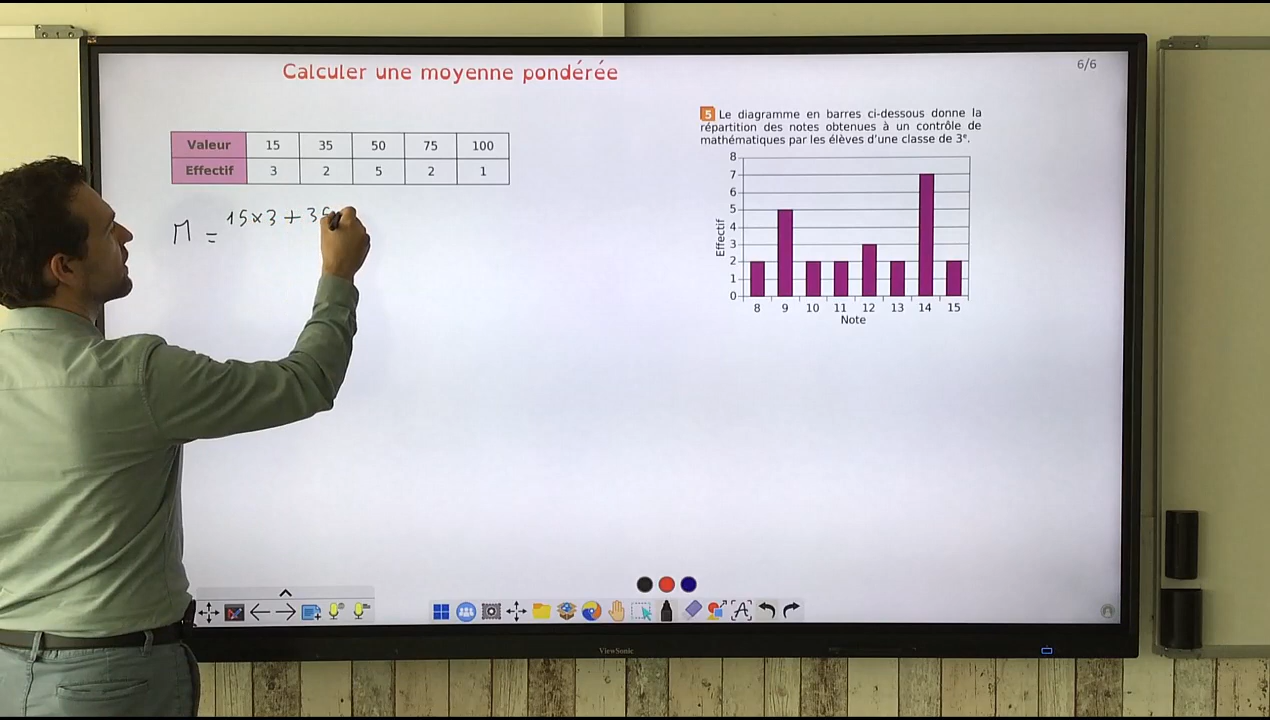 Calculer une moyenne pondérée
6/6
Valeur 15 35 50 75 100
Effectif 3 2 5 2 1
M = 15 x 3 + 35
5 Le diagramme en barres ci-dessous donne la
répartition des notes obtenues à un contrôle de
mathématiques par les élèves d'une classe de 3e.
8
7
6
5
4
3
2
1
0
Effectif
8 9 10 11 12 13 14 15
Note
ViewSonic